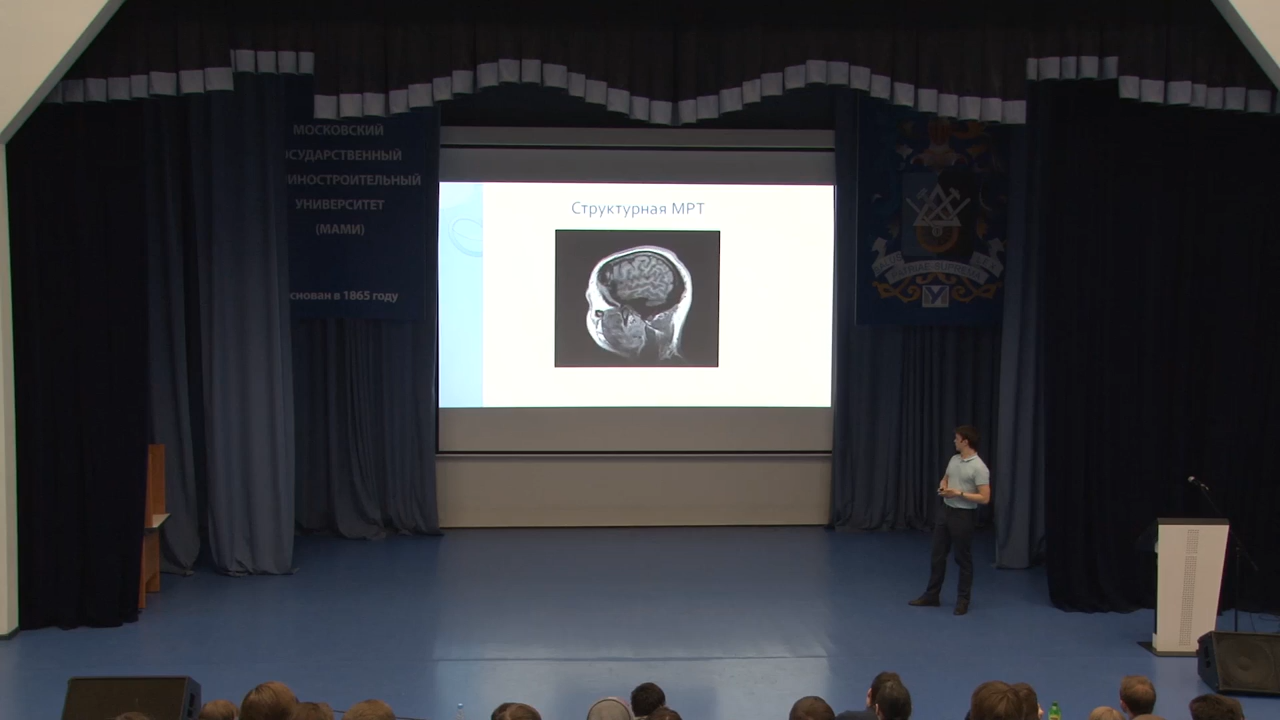 МОСКОВСКИЙ
ОСУДАРСТВЕННЫЙ
ИНОСТРОИТЕЛЬНЫЙ
УНИВЕРСИТЕТ
(МАМИ)
снован в 1865 году
Структурная МРТ